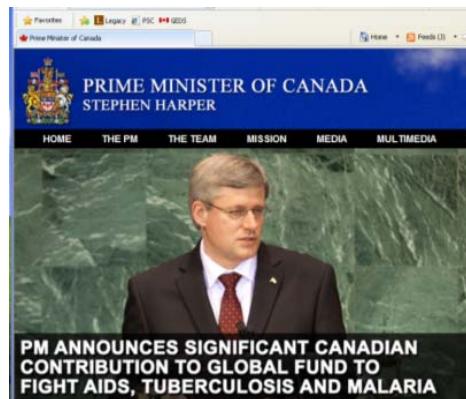 Favorites Legacy PSC GEDS
Prime Minister of Canada Home Feeds (J)
PRIME MINISTER OF CANADA
STEPHEN HARPER
HOME THE PM THE TEAM MISSION MEDIA MULTIMEDIA
PM ANNOUNCES SIGNIFICANT CANADIAN
CONTRIBUTION TO GLOBAL FUND TO
FIGHT AIDS, TUBERCULOSIS AND MALARIA